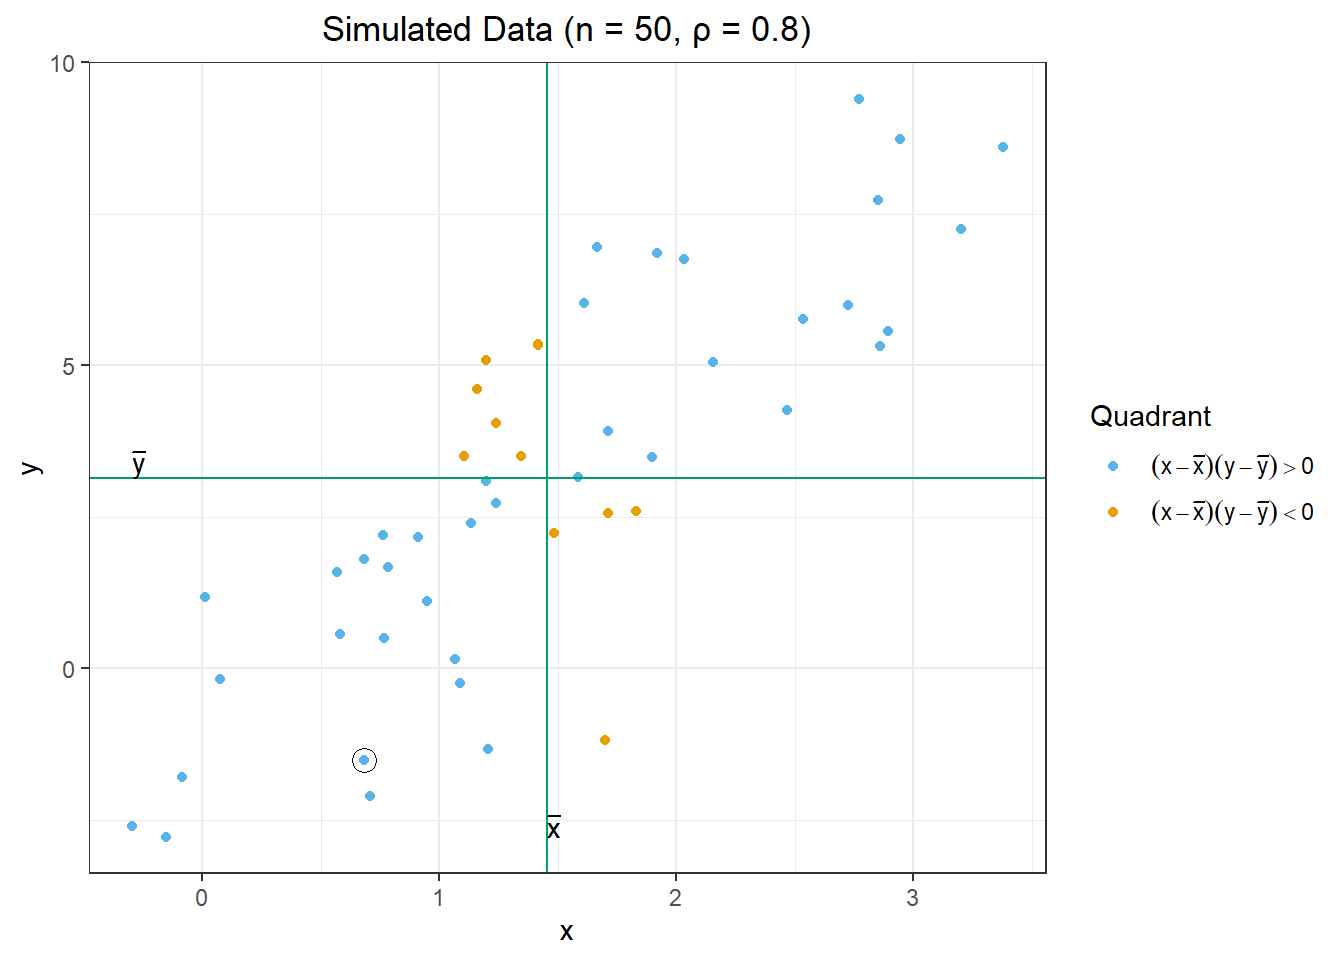 Simulated Data (n = 50, ρ = 0.8)
10
5
0
y
y̅
x̅
0
1
2
3
x
Quadrant
(x − x̅)(y − y̅) > 0
(x − x̅)(y − y̅) < 0